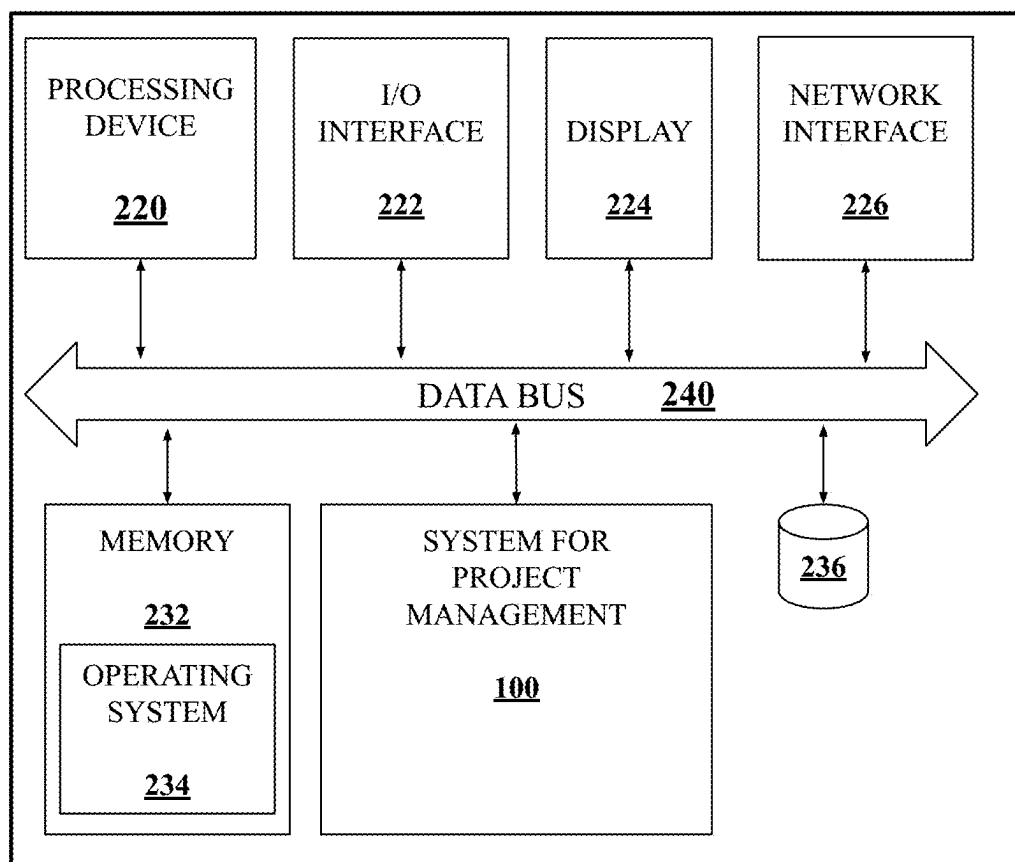 PROCESSING
DEVICE
220
I/O
INTERFACE
222
DISPLAY
224
NETWORK
INTERFACE
226
DATA BUS 240
MEMORY
232
OPERATING
SYSTEM
234
SYSTEM FOR
PROJECT
MANAGEMENT
100
236